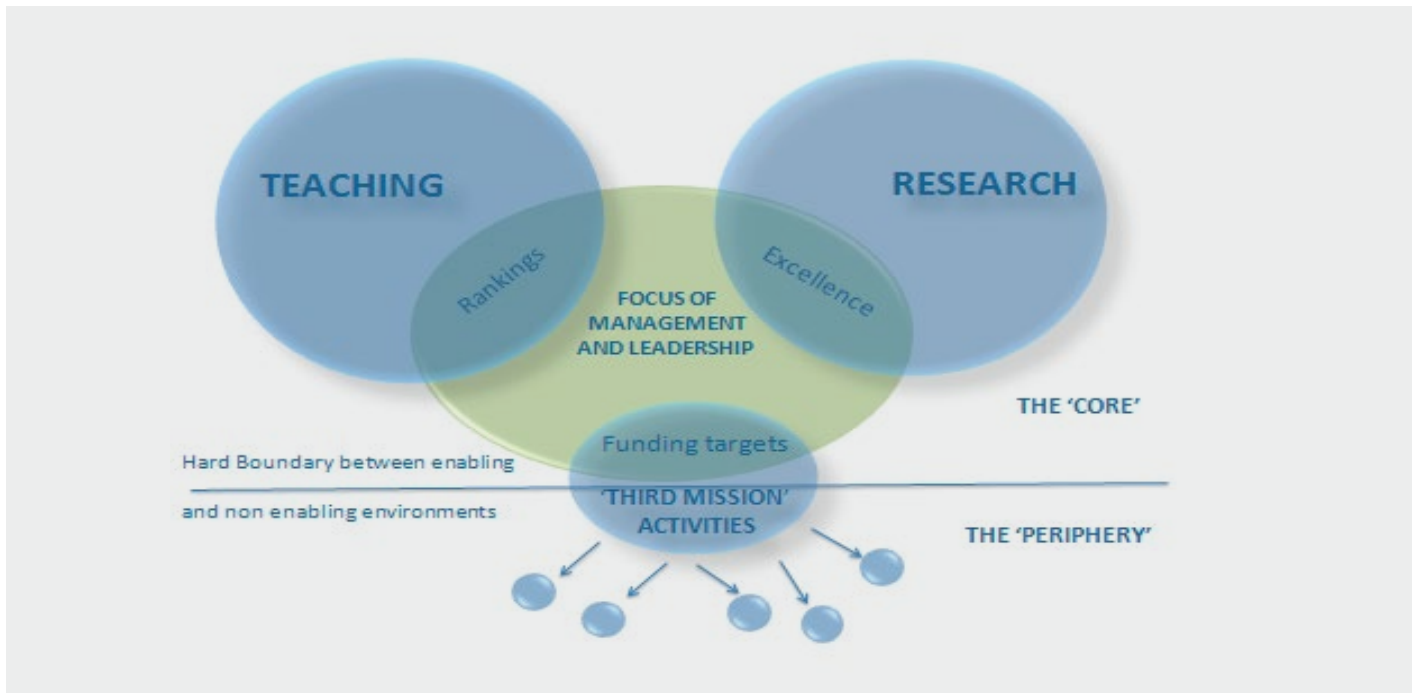 TEACHING
RESEARCH
Rankings
Excellence
FOCUS OF
MANAGEMENT
AND LEADERSHIP
THE ‘CORE’
Funding targets
Hard Boundary between enabling
‘THIRD MISSION’
and non enabling environments
ACTIVITIES
THE ‘PERIPHERY’